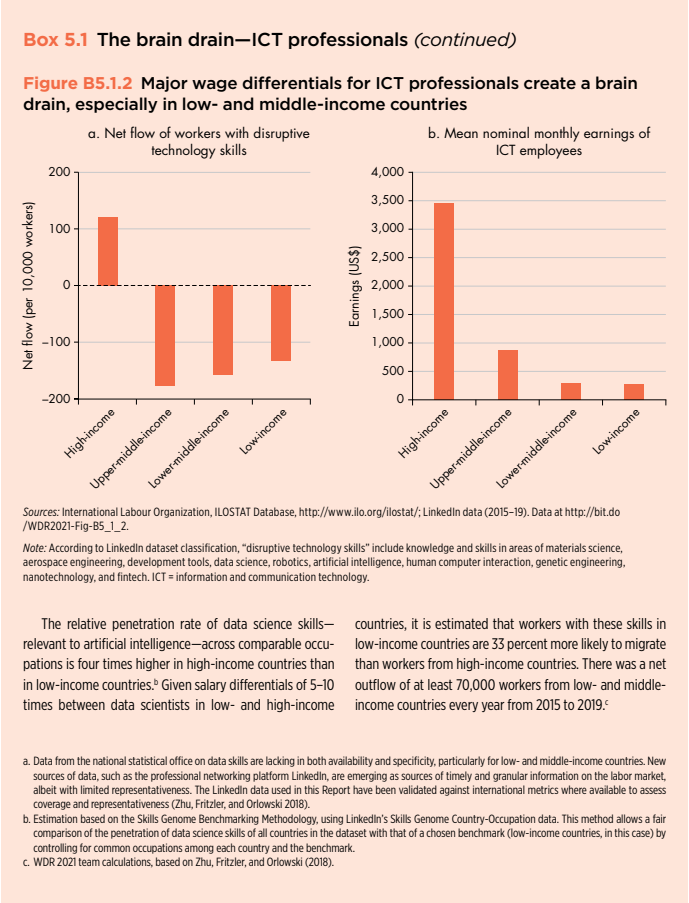 Box 5.1 The brain drain—ICT professionals (continued)
Figure B5.1.2 Major wage differentials for ICT professionals create a brain
drain, especially in low- and middle-income countries
a. Net flow of workers with disruptive
technology skills
200
100
0
–100
–200
Net flow (per 10,000 workers)
High-income
Upper-middle-income
Lower-middle-income
Low-income
b. Mean nominal monthly earnings of
ICT employees
4,000
3,500
3,000
2,500
2,000
1,500
1,000
500
0
Earnings (US$)
High-income
Upper-middle-income
Lower-middle-income
Low-income
Sources: International Labour Organization, ILOSTAT Database, http://www.ilo.org/ilostat/; LinkedIn data (2015–19). Data at http://bit.do
/WDR2021-Fig-B5_1_2.
Note: According to LinkedIn dataset classification, “disruptive technology skills” include knowledge and skills in areas of materials science,
aerospace engineering, development tools, data science, robotics, artificial intelligence, human computer interaction, genetic engineering,
nanotechnology, and fintech. ICT = information and communication technology.
The relative penetration rate of data science skills—
relevant to artificial intelligence—across comparable occu-
pations is four times higher in high-income countries than
in low-income countries.b Given salary differentials of 5–10
times between data scientists in low- and high-income
countries, it is estimated that workers with these skills in
low-income countries are 33 percent more likely to migrate
than workers from high-income countries. There was a net
outflow of at least 70,000 workers from low- and middle-
income countries every year from 2015 to 2019.c
a. Data from the national statistical office on data skills are lacking in both availability and specificity, particularly for low- and middle-income countries. New
sources of data, such as the professional networking platform LinkedIn, are emerging as sources of timely and granular information on the labor market,
albeit with limited representativeness. The LinkedIn data used in this Report have been validated against international metrics where available to assess
coverage and representativeness (Zhu, Fritzler, and Orlowski 2018).
b. Estimation based on the Skills Genome Benchmarking Methodology, using LinkedIn’s Skills Genome Country-Occupation data. This method allows a fair
comparison of the penetration of data science skills of all countries in the dataset with that of a chosen benchmark (low-income countries, in this case) by
controlling for common occupations among each country and the benchmark.
c. WDR 2021 team calculations, based on Zhu, Fritzler, and Orlowski (2018).